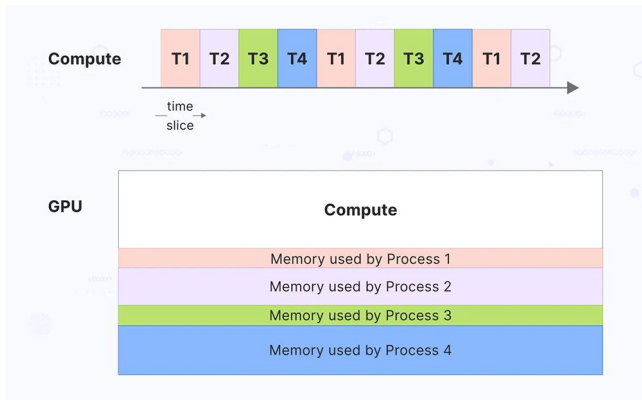 Compute
T1 T2 T3 T4 T1 T2 T3 T4 T1 T2
time
slice
GPU
Compute
Memory used by Process 1
Memory used by Process 2
Memory used by Process 3
Memory used by Process 4